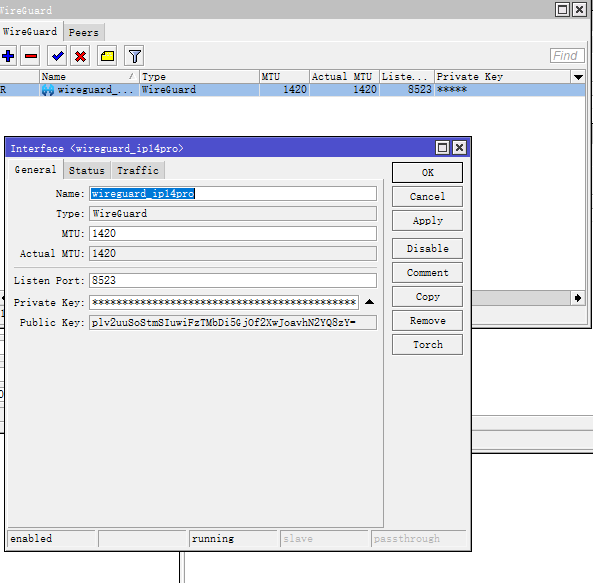 WireGuard
WireGuard Peers
Find
Name / Type MTU Actual MTU Liste... Private Key
R wireguard_... WireGuard 1420 1420 8523 *****
Interface <wireguard_ip14pro>
General Status Traffic
Name: wireguard_ip14pro
Type: WireGuard
MTU: 1420
Actual MTU: 1420
Listen Port: 8523
Private Key: ********************************************
Public Key: plv2uuSoStmSIuwiFzTMbDi5GjOf2XwJoavhN2YQ8zY=
OK
Cancel
Apply
Disable
Comment
Copy
Remove
Torch
enabled running slave passthrough